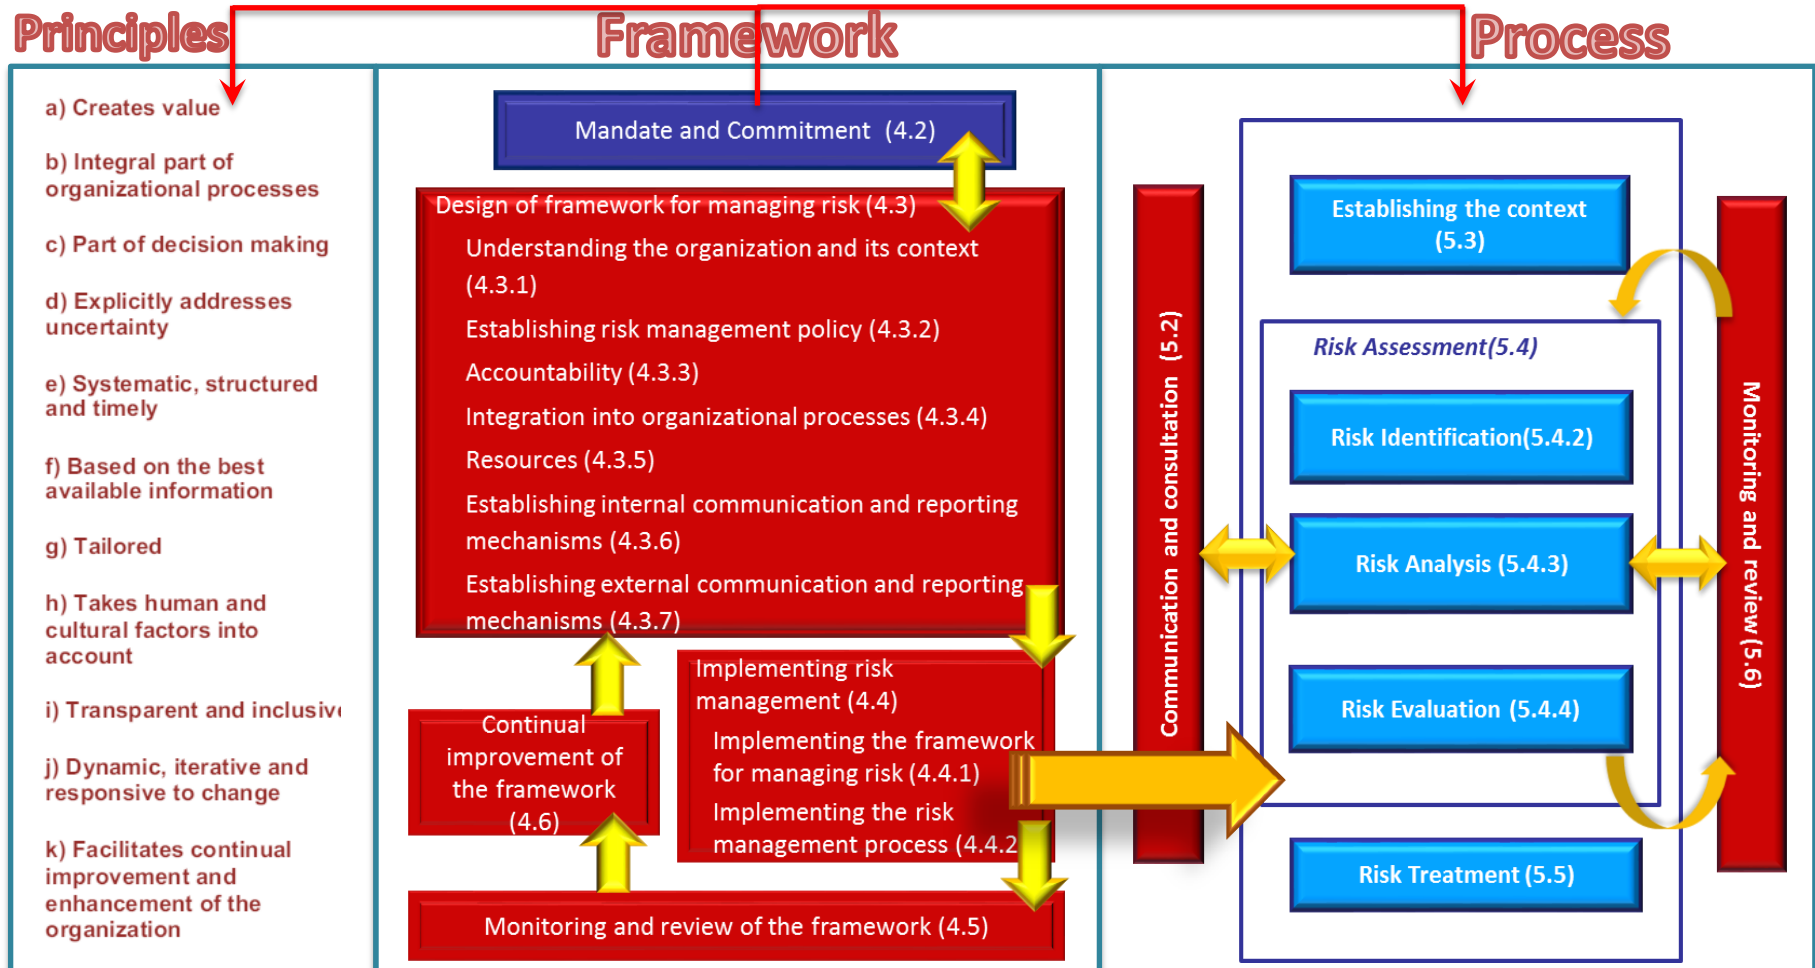 Principles
Framework
Process
a) Creates value
b) Integral part of
organizational processes
c) Part of decision making
d) Explicitly addresses
uncertainty
e) Systematic, structured
and timely
f) Based on the best
available information
g) Tailored
h) Takes human and
cultural factors into
account
i) Transparent and inclusive
j) Dynamic, iterative and
responsive to change
k) Facilitates continual
improvement and
enhancement of the
organization
Mandate and Commitment (4.2)
Design of framework for managing risk (4.3)
Understanding the organization and its context
(4.3.1)
Establishing risk management policy (4.3.2)
Accountability (4.3.3)
Integration into organizational processes (4.3.4)
Resources (4.3.5)
Establishing internal communication and reporting
mechanisms (4.3.6)
Establishing external communication and reporting
mechanisms (4.3.7)
Implementing risk
management (4.4)
Implementing the framework
for managing risk (4.4.1)
Implementing the risk
management process (4.4.2
Continual
improvement of
the framework
(4.6)
Monitoring and review of the framework (4.5)
Communication and consultation (5.2)
Establishing the context
(5.3)
Risk Assessment(5.4)
Risk Identification(5.4.2)
Risk Analysis (5.4.3)
Risk Evaluation (5.4.4)
Risk Treatment (5.5)
Monitoring and review (5.6)